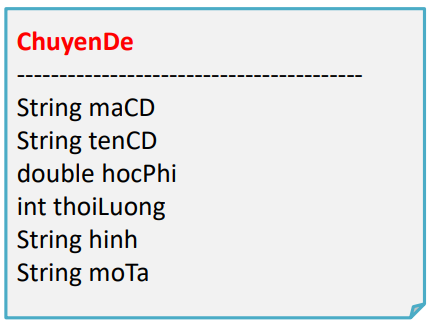 ChuyenDe
-----------------------------------------
String maCD
String tenCD
double hocPhi
int thoiLuong
String hinh
String moTa